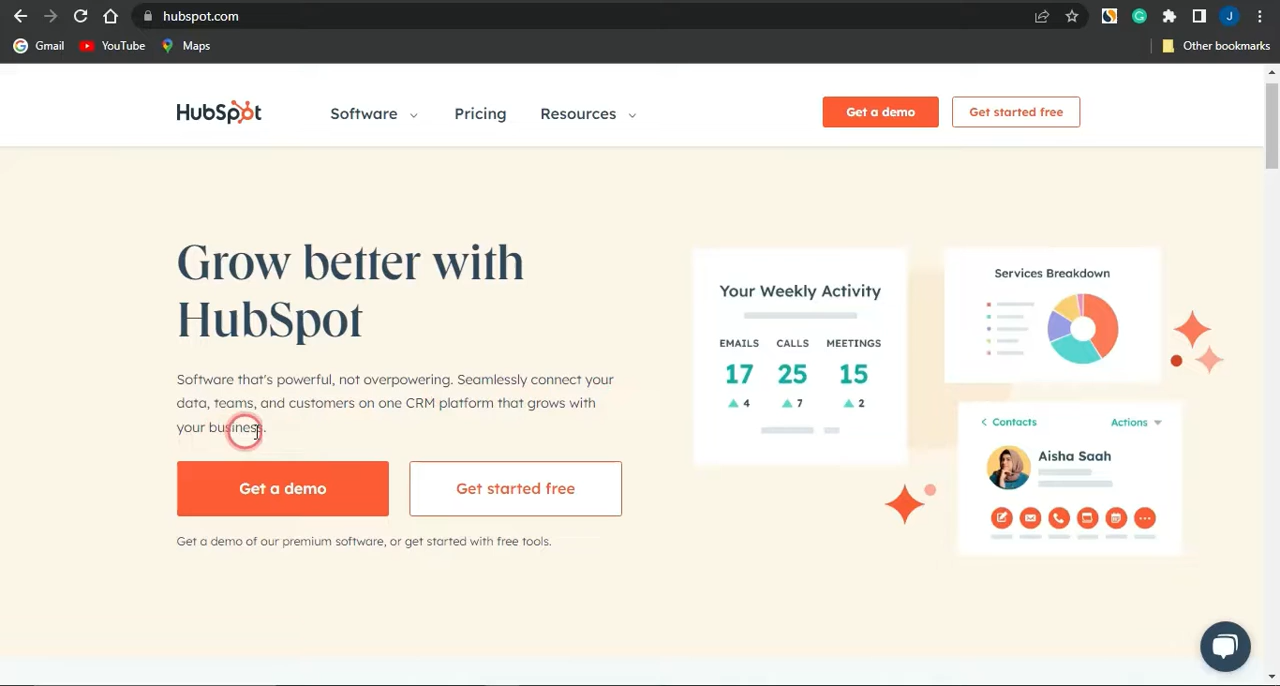 hubspot.com
J
Gmail
YouTube
Maps
Other bookmarks
HubSpot
Software
Pricing
Resources
Get a demo
Get started free
Grow better with
HubSpot
Software that's powerful, not overpowering. Seamlessly connect your
data, teams, and customers on one CRM platform that grows with
your business.
Get a demo
Get started free
Get a demo of our premium software, or get started with free tools.
Your Weekly Activity
EMAILS CALLS MEETINGS
17 25 15
4 7 2
Services Breakdown
Contacts
Actions
Aisha Saah